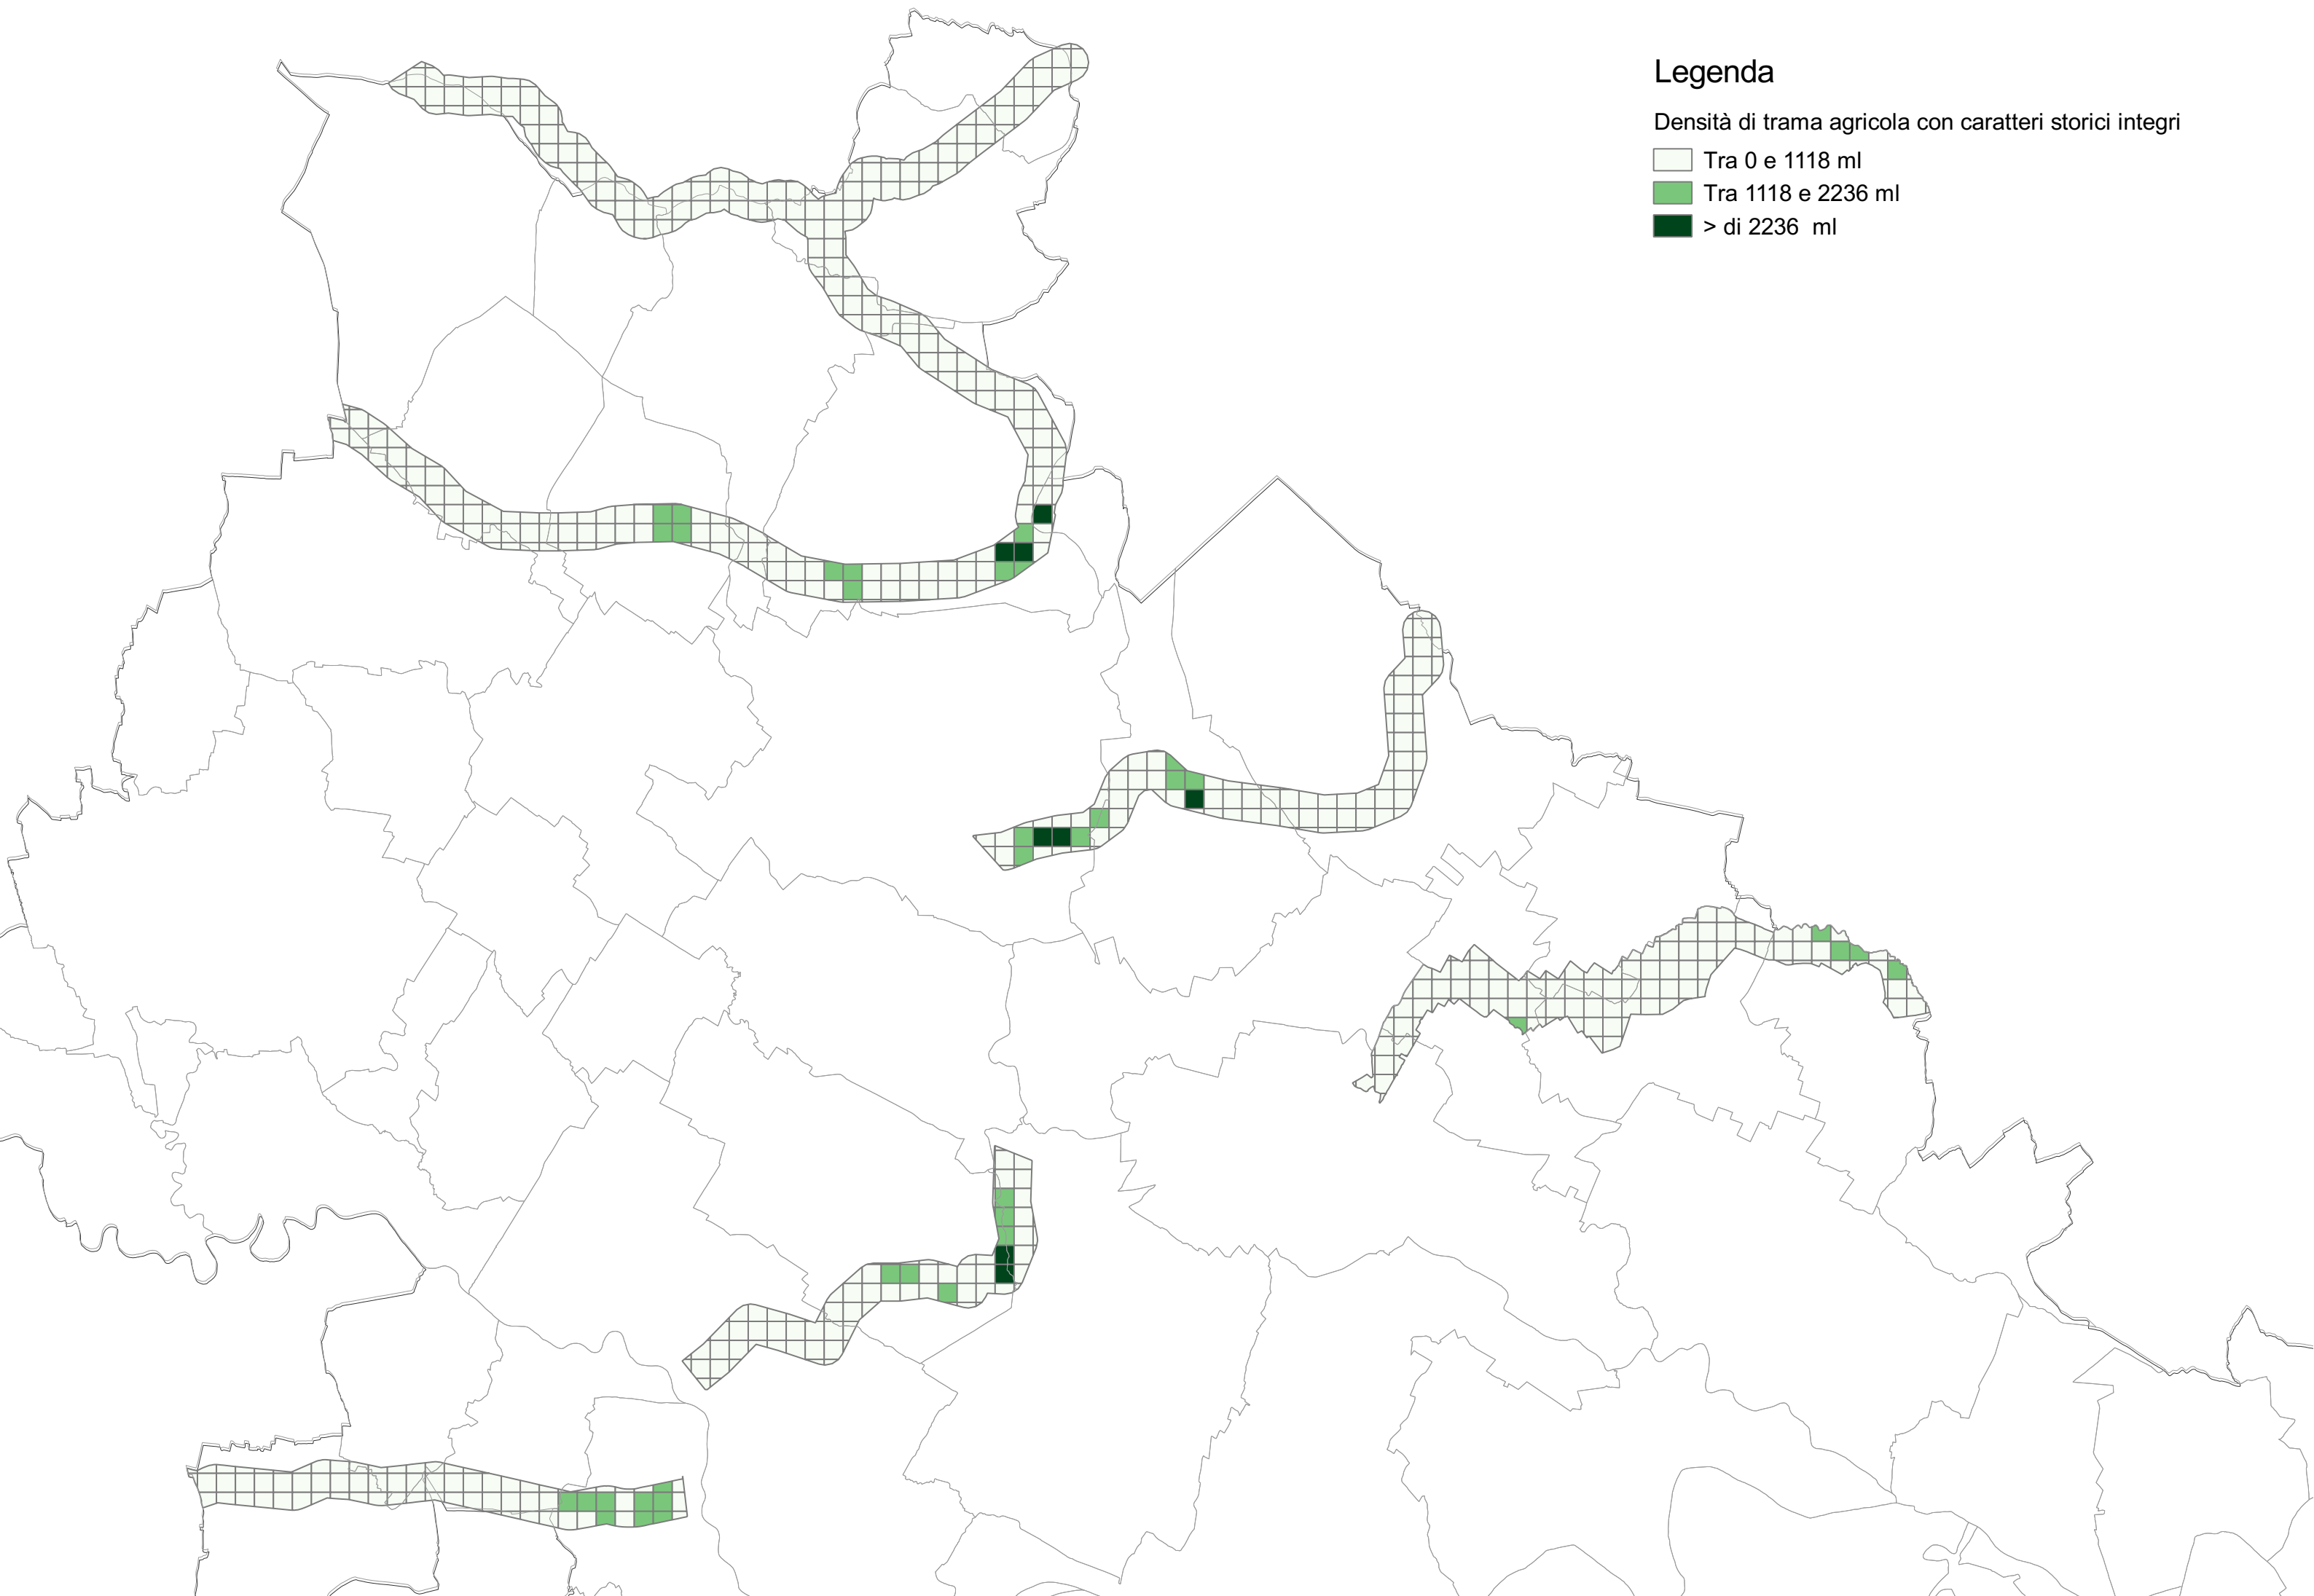 Legenda
Densità di trama agricola con caratteri storici integri
Tra 0 e 1118 ml
Tra 1118 e 2236 ml
> di 2236  ml